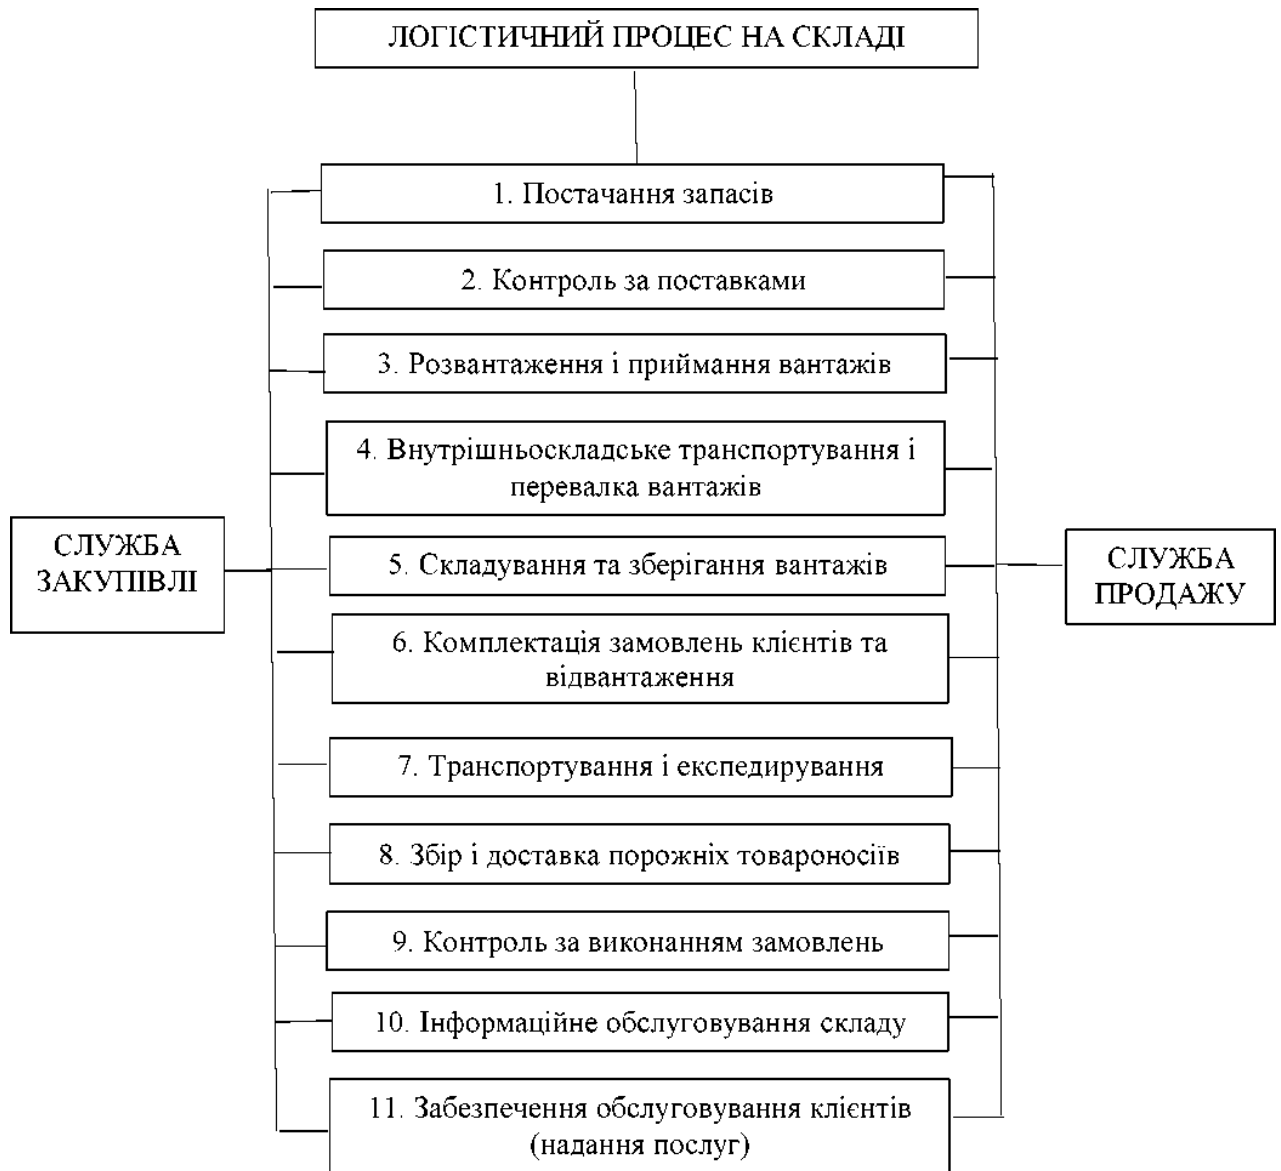 ЛОГІСТИЧНИЙ ПРОЦЕС НА СКЛАДІ
1. Постачання запасів
2. Контроль за поставками
3. Розвантаження і приймання вантажів
4. Внутрішньоскладське транспортування і
перевалка вантажів
СЛУЖБА
ЗАКУПІВЛІ
5. Складування та зберігання вантажів
СЛУЖБА
ПРОДАЖУ
6. Комплектація замовлень клієнтів та
відвантаження
7. Транспортування і експедирування
8. Збір і доставка порожніх товароносіїв
9. Контроль за виконанням замовлень
10. Інформаційне обслуговування складу
11. Забезпечення обслуговування клієнтів
(надання послуг)